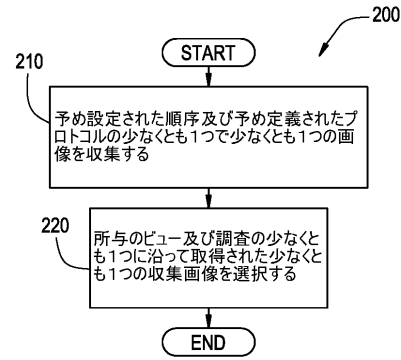 START
200
210
予め設定された順序及び予め定義されたプ
ロトコルの少なくとも1つで少なくとも1つの画
像を収集する
220
所与のビュー及び調査の少なくと
も1つに沿って取得された少なくと
も1つの収集画像を選択する
END